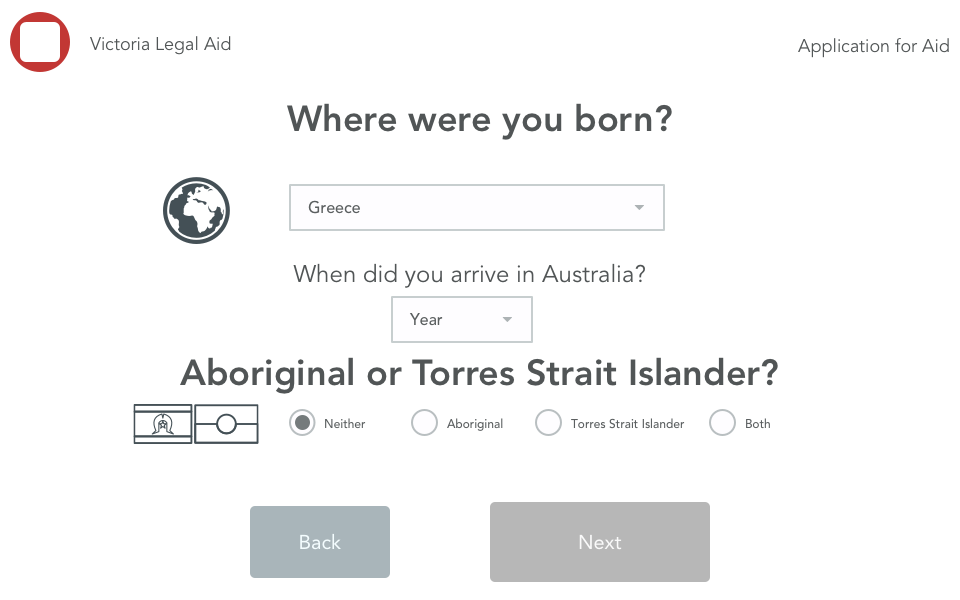 Victoria Legal Aid
Application for Aid
Where were you born?
Greece
When did you arrive in Australia?
Year
Aboriginal or Torres Strait Islander?
Neither Aboriginal Torres Strait Islander Both
Back Next